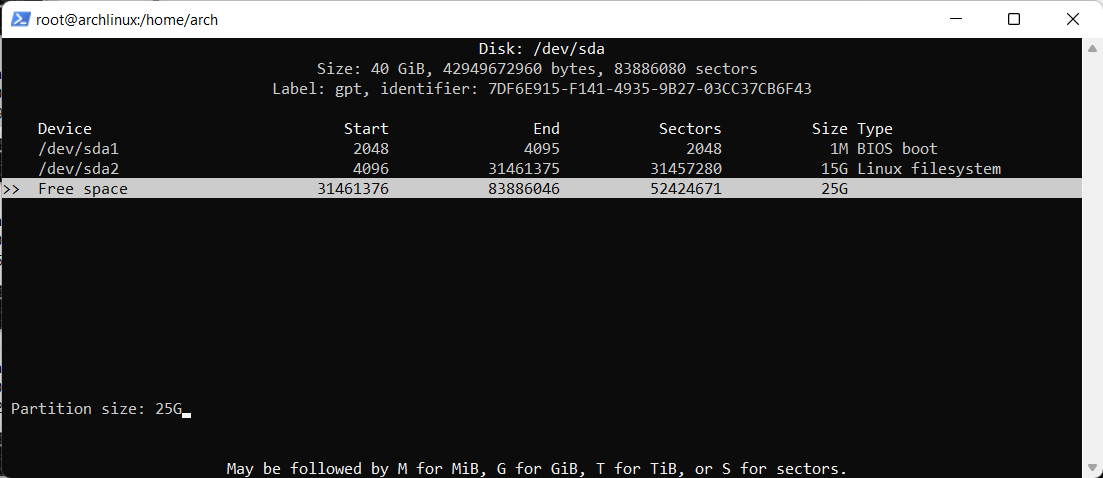 root@archlinux:/home/arch
Disk: /dev/sda
Size: 40 GiB, 42949672960 bytes, 83886080 sectors
Label: gpt, identifier: 7DF6E915-F141-4935-9B27-03CC37CB6F43
Device Start End Sectors Size Type
/dev/sda1 2048 4095 2048 1M BIOS boot
/dev/sda2 4096 31461375 31457280 15G Linux filesystem
>> Free space 31461376 83886046 52424671 25G
Partition size: 25G
May be followed by M for MiB, G for GiB, T for TiB, or S for sectors.